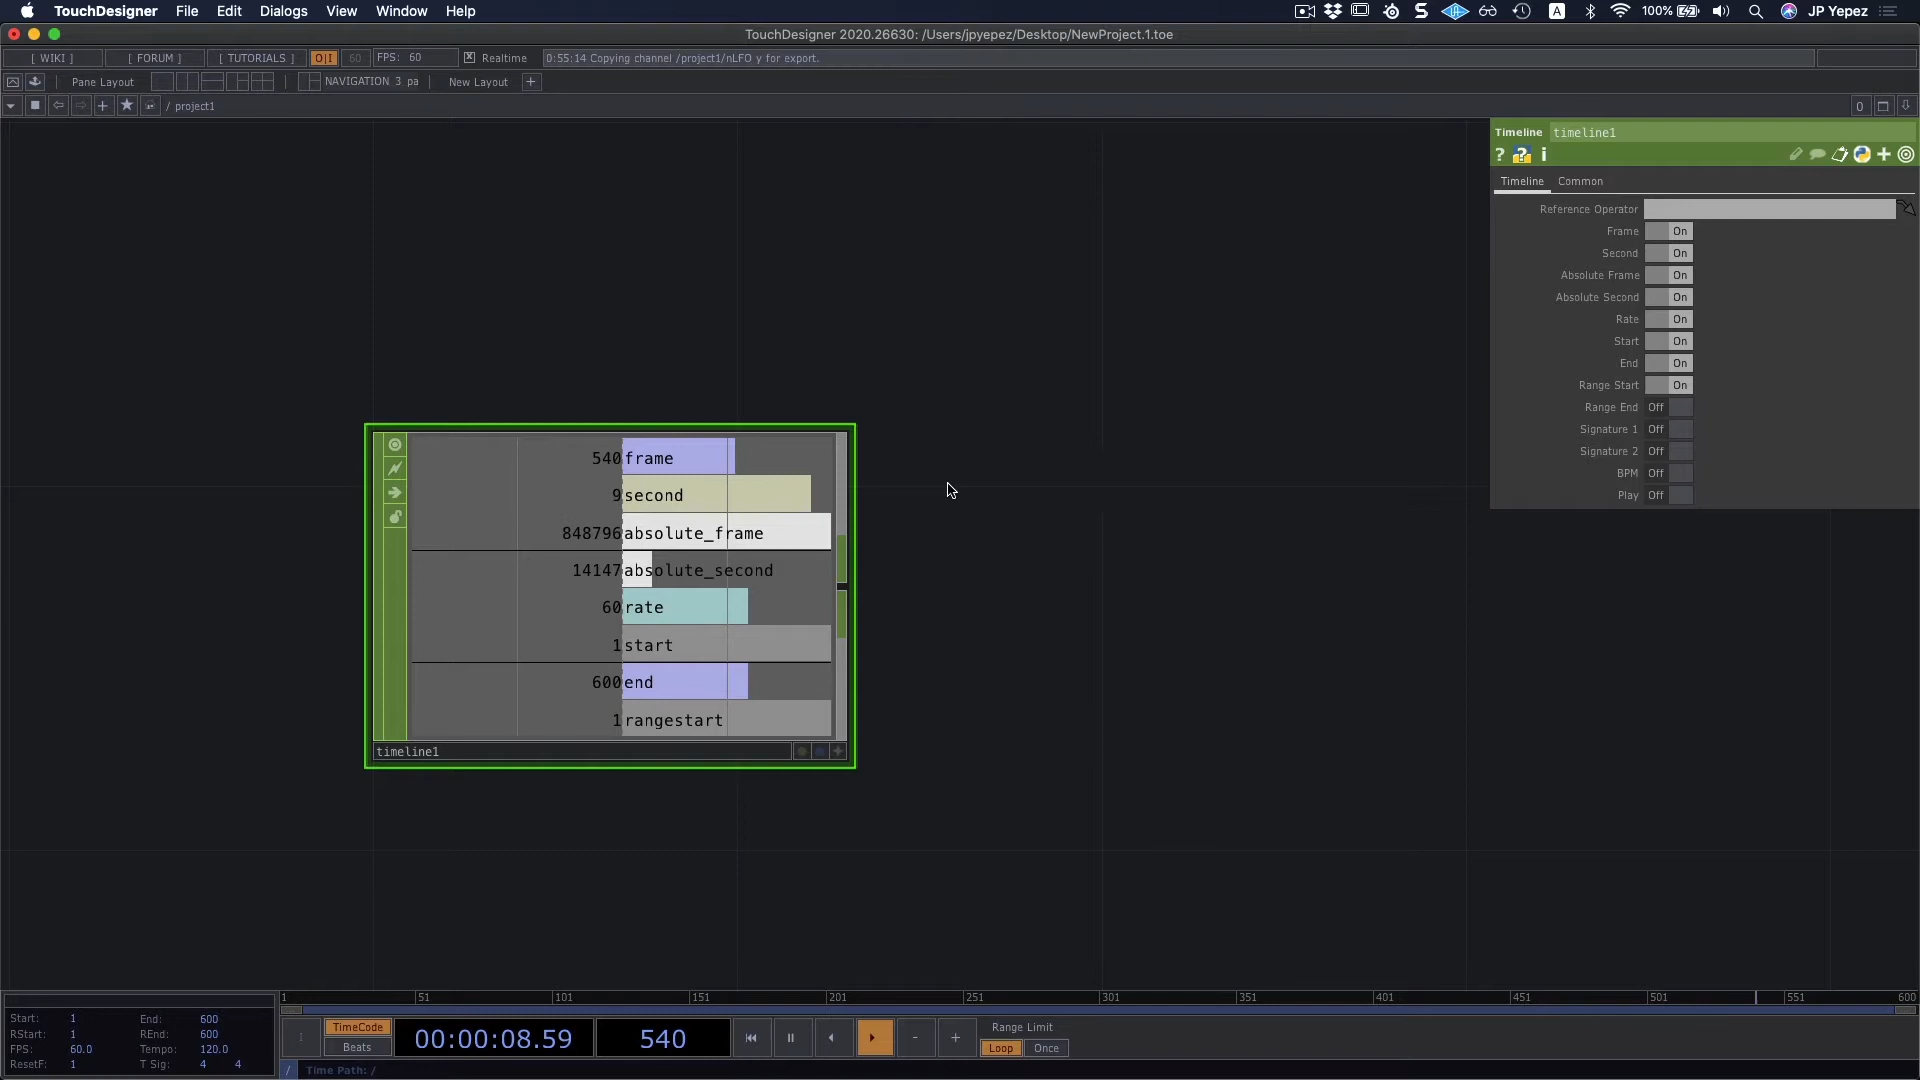 TouchDesigner File Edit Dialogs View Window Help 100% JP Yepez
TouchDesigner 2020.26630: /Users/jpyepez/Desktop/NewProject.1.toe
[ WIKI ] [ FORUM ] [ TUTORIALS ] O|I 60 FPS: 60 Realtime 0:55:14 Copying channel /project1/nLFO y for export.
Pane Layout NAVIGATION 3 pa New Layout +
/ project1 0
Timeline timeline1
? ? i
Timeline Common
Reference Operator
Frame On
Second On
Absolute Frame On
Absolute Second On
Rate On
Start On
End On
Range Start On
Range End Off
Signature 1 Off
Signature 2 Off
BPM Off
Play Off
540 frame
9 second
848796 absolute_frame
14147 absolute_second
60 rate
1 start
600 end
1 rangestart
timeline1
1 51 101 151 201 251 301 351 401 451 501 551 600
Start: 1 End: 600
RStart: 1 REnd: 600
FPS: 60.0 Tempo: 120.0
ResetF: 1 T Sig: 4 4
TimeCode
Beats
00:00:08.59 540
- +
Range Limit
Loop Once
/ Time Path: /